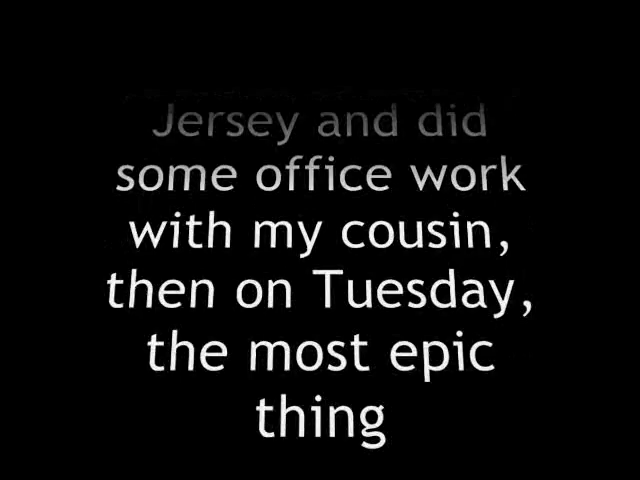 Jersey and did
some office work
with my cousin,
then on Tuesday,
the most epic
thing